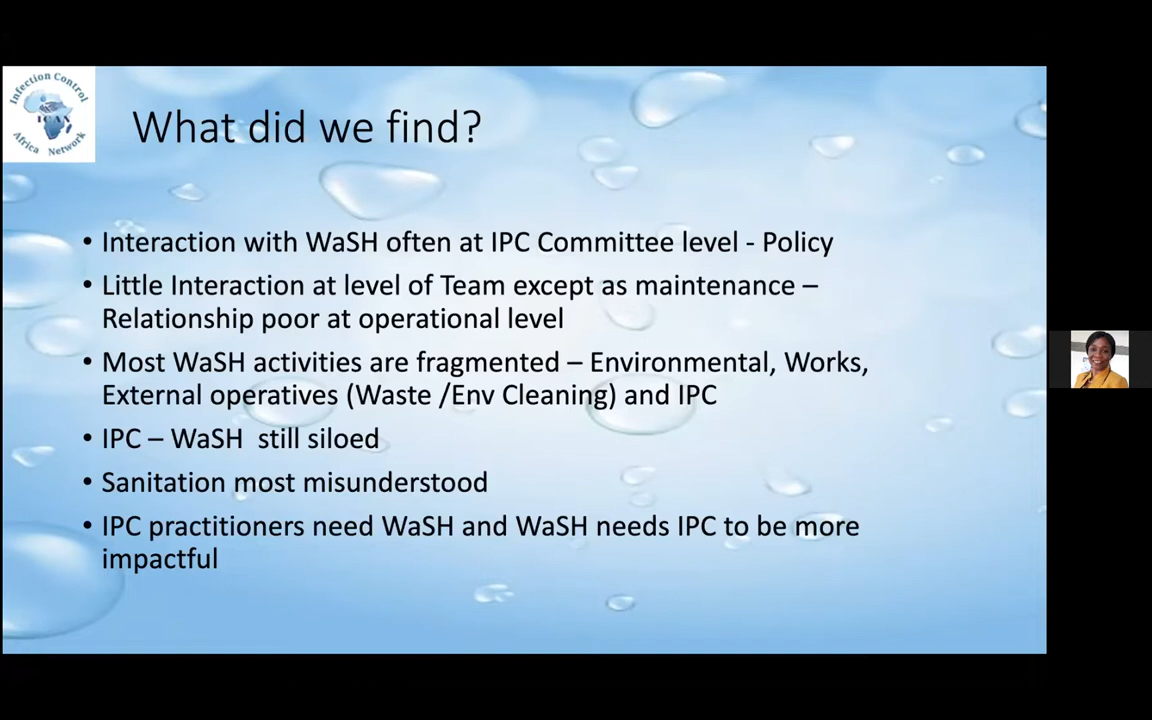 Infection Control
ICAN
Africa Network
What did we find?
• Interaction with WaSH often at IPC Committee level - Policy
• Little Interaction at level of Team except as maintenance –
Relationship poor at operational level
• Most WaSH activities are fragmented – Environmental, Works,
External operatives (Waste /Env Cleaning) and IPC
• IPC – WaSH still siloed
• Sanitation most misunderstood
• IPC practitioners need WaSH and WaSH needs IPC to be more
impactful